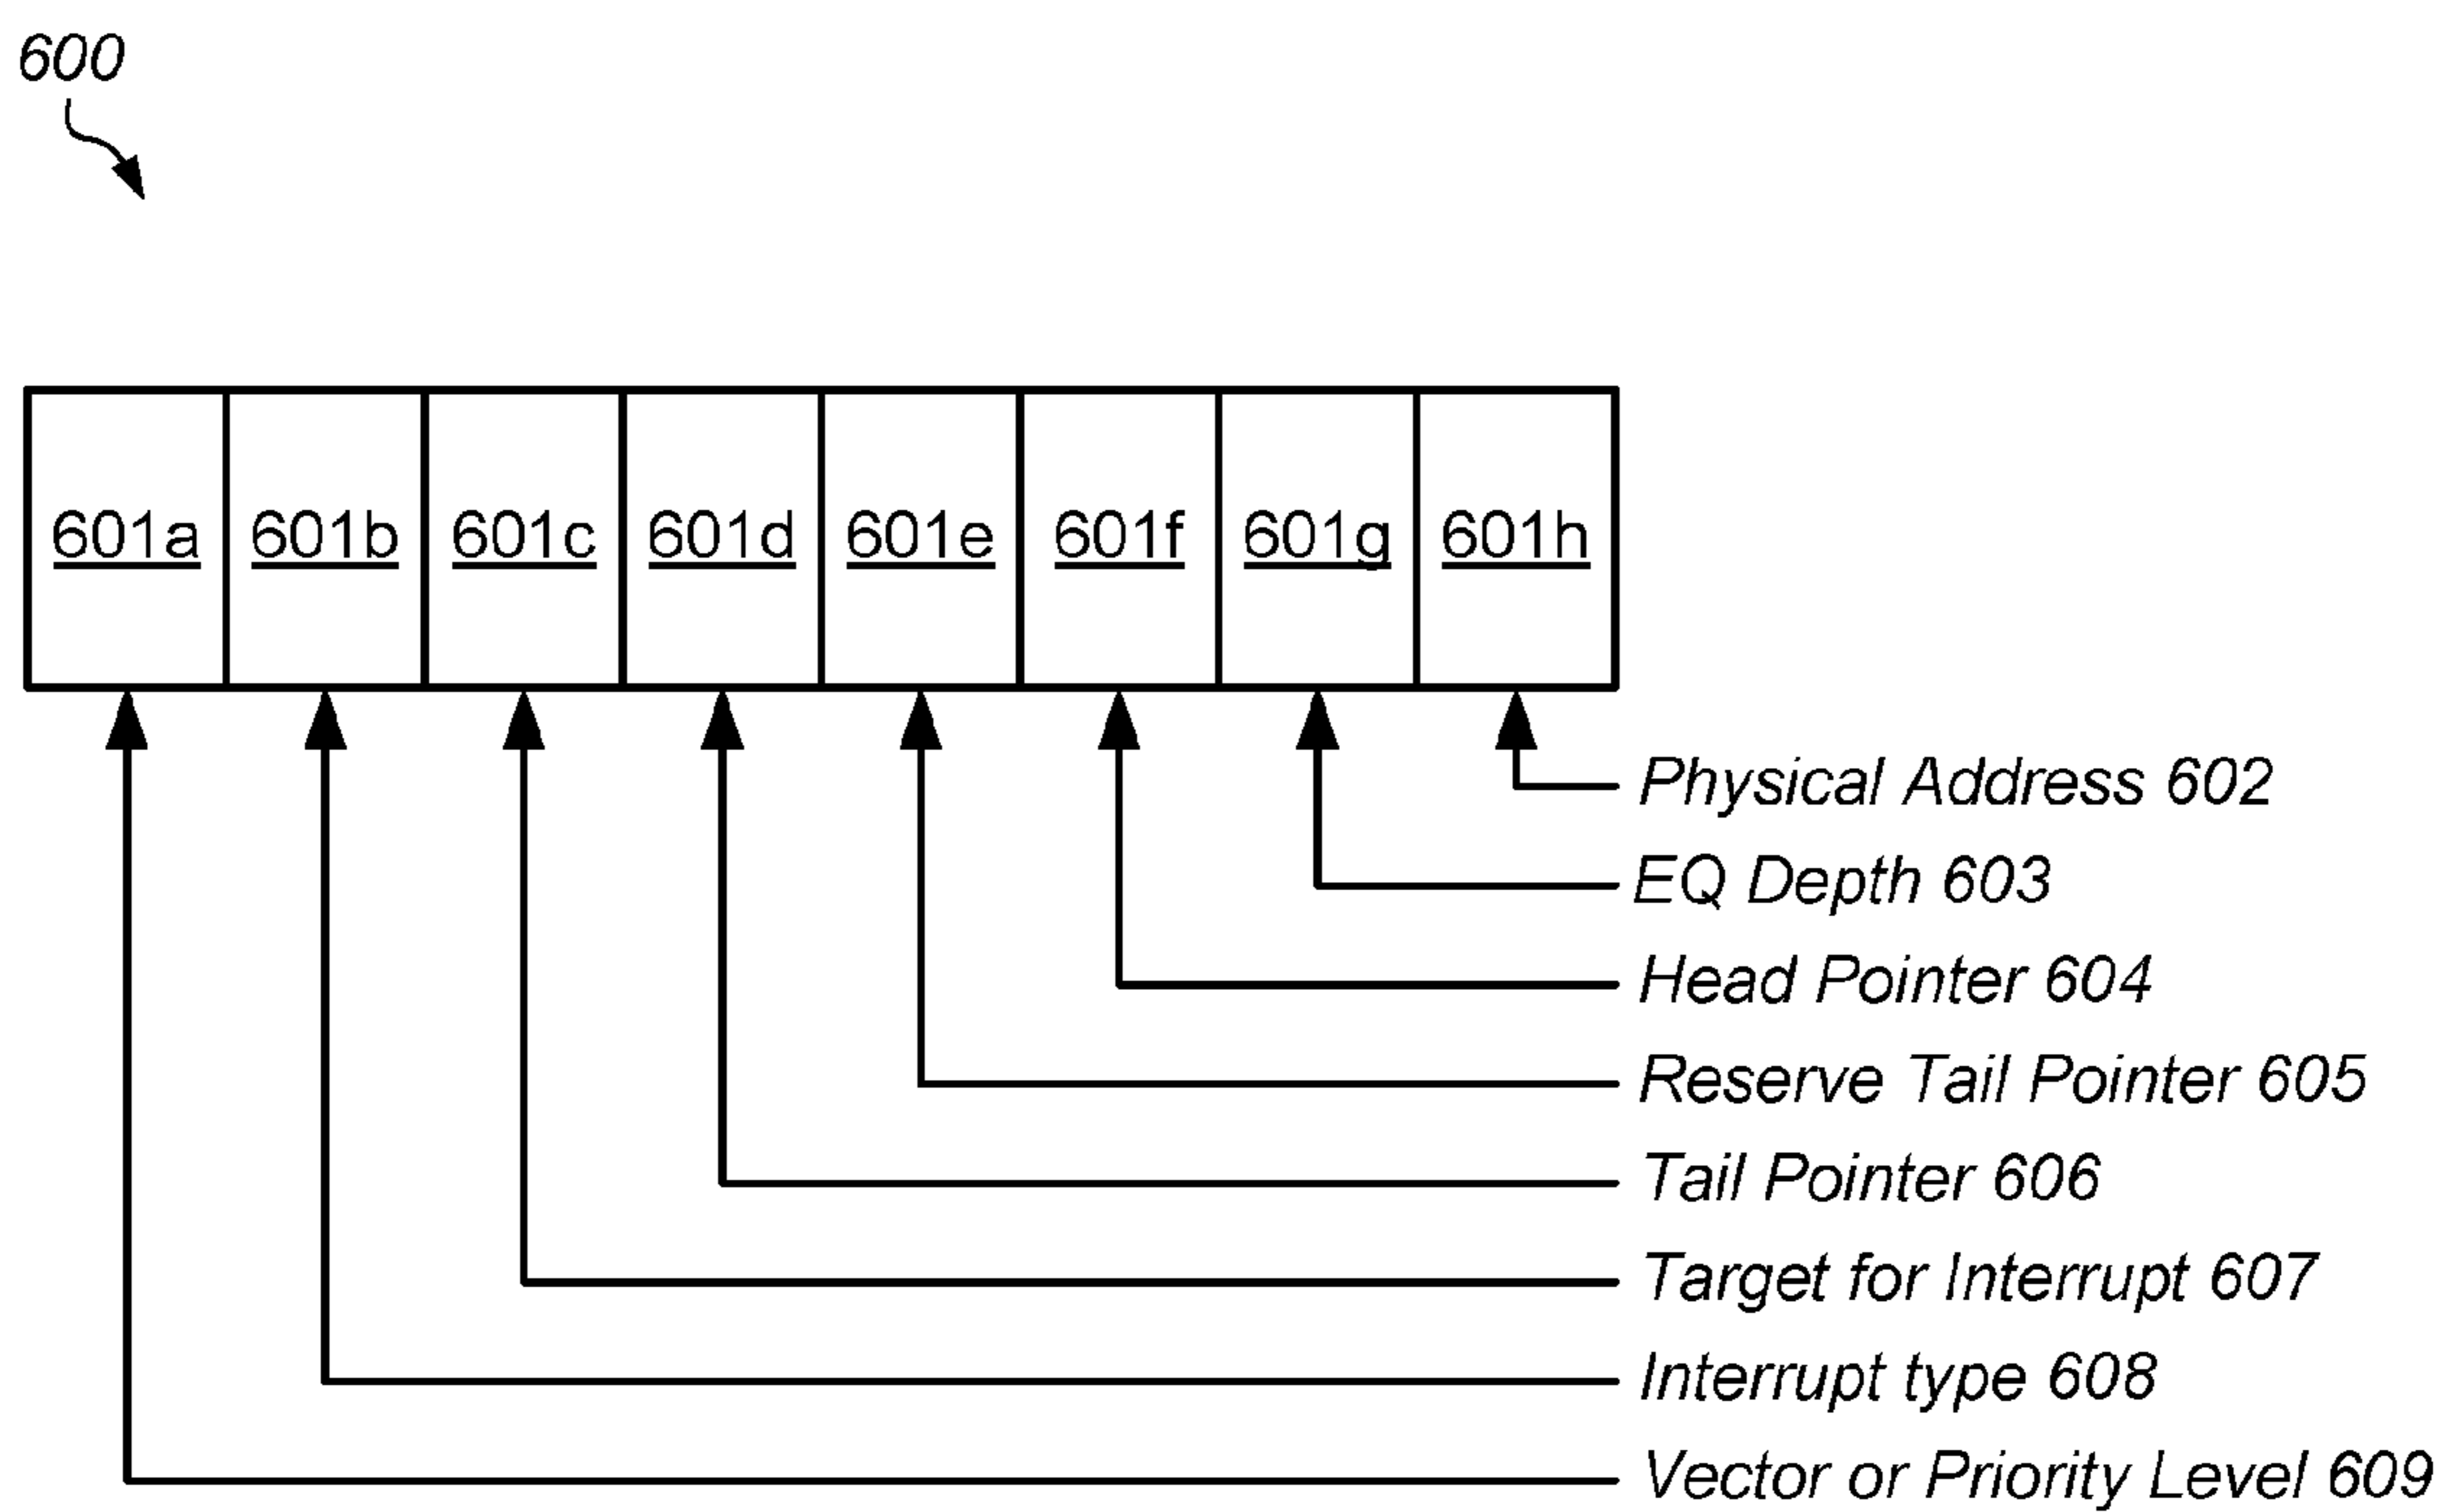 600
601a 601b 601c 601d 601e 601f 601g 601h
Physical Address 602
EQ Depth 603
Head Pointer 604
Reserve Tail Pointer 605
Tail Pointer 606
Target for Interrupt 607
Interrupt type 608
Vector or Priority Level 609